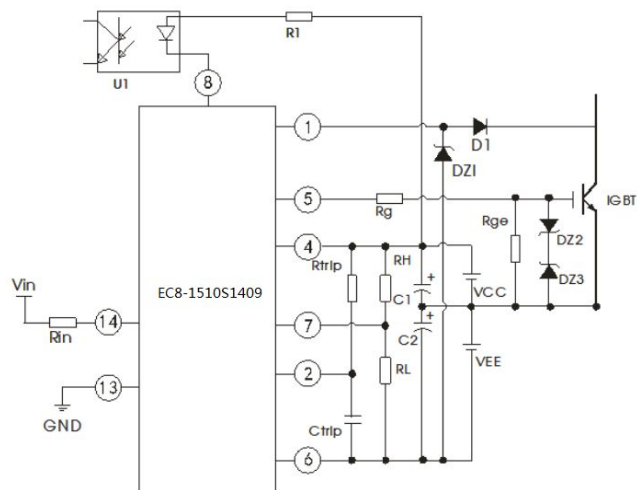 R1
U1
8
1
D1
DZ1
5
Rg
Rge
IGBT
DZ2
DZ3
4
Rtrip
RH
+
C1
VCC
EC8-1510S1409
Vin
14
Rin
7
+
C2
VEE
13
GND
2
RL
Ctrip
6